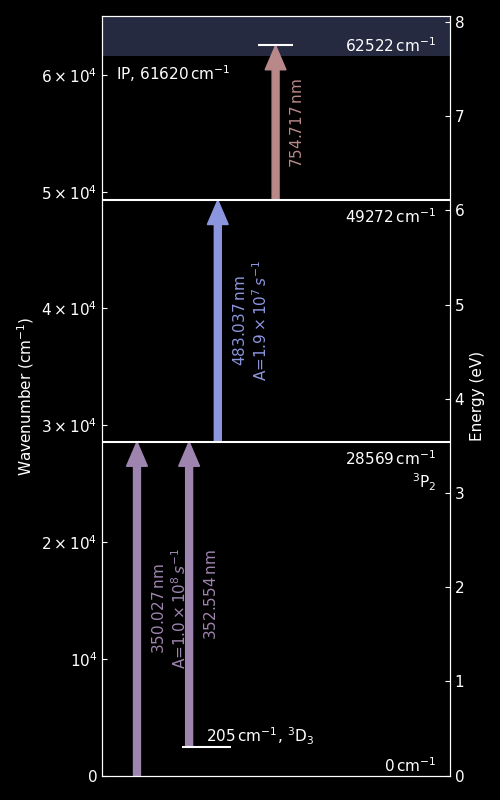 8
62522 cm⁻¹
IP, 61620 cm⁻¹
6 × 10⁴
754.717 nm
7
5 × 10⁴
49272 cm⁻¹
6
483.037 nm
A=1.9 × 10⁷ s⁻¹
4 × 10⁴
5
Wavenumber (cm⁻¹)
Energy (eV)
4
3 × 10⁴
28569 cm⁻¹
³P₂
3
350.027 nm
A=1.0 × 10⁸ s⁻¹
352.554 nm
2 × 10⁴
2
10⁴
1
205 cm⁻¹, ³D₃
0 cm⁻¹
0
0